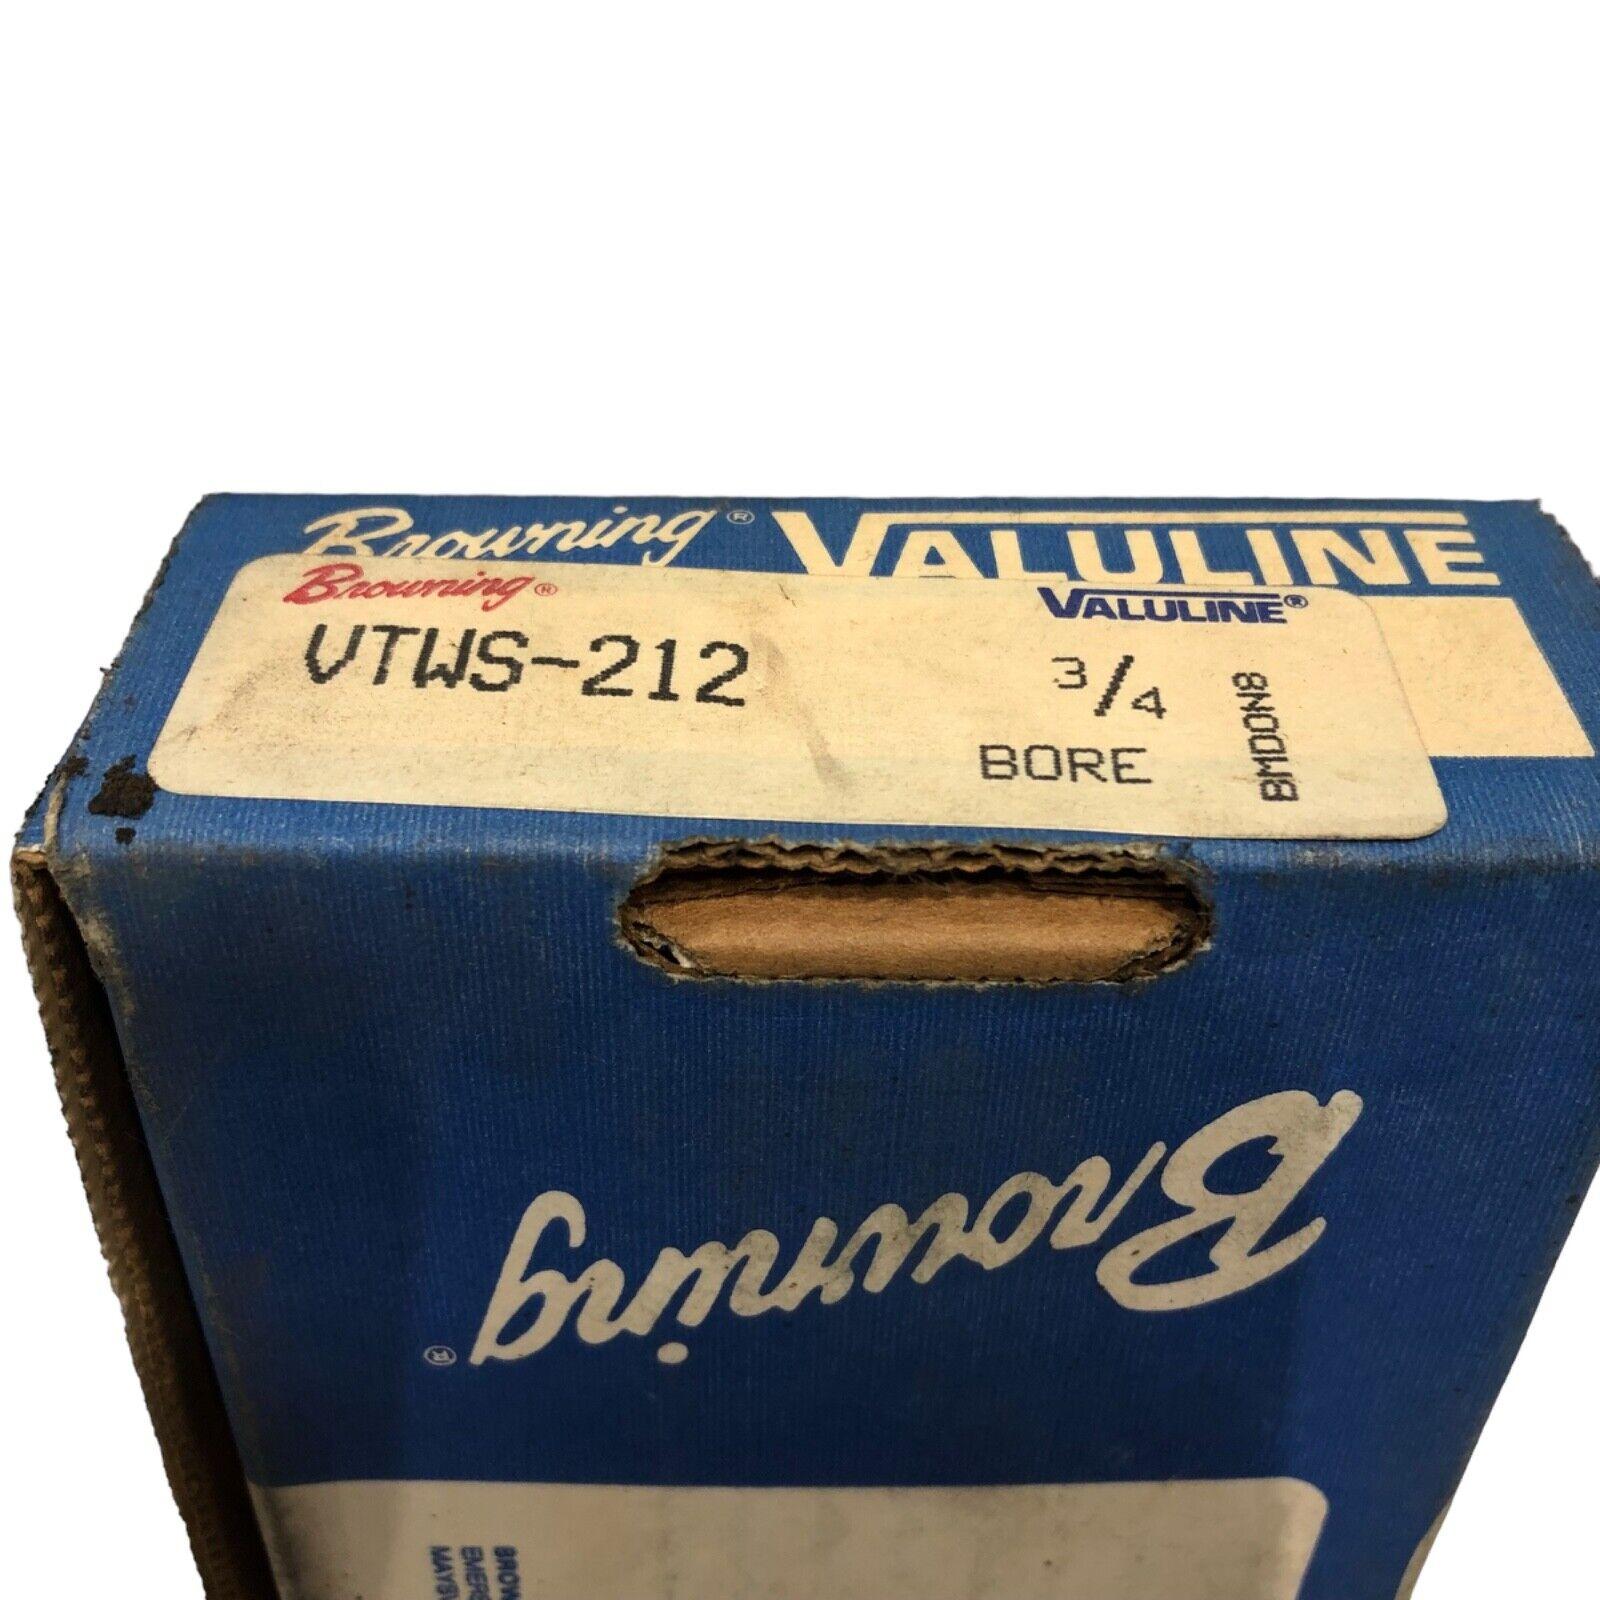 Browning® VALULINE
Browning® VALULINE®
VTWS-212 3/4
BORE
BMDON8
Browning®